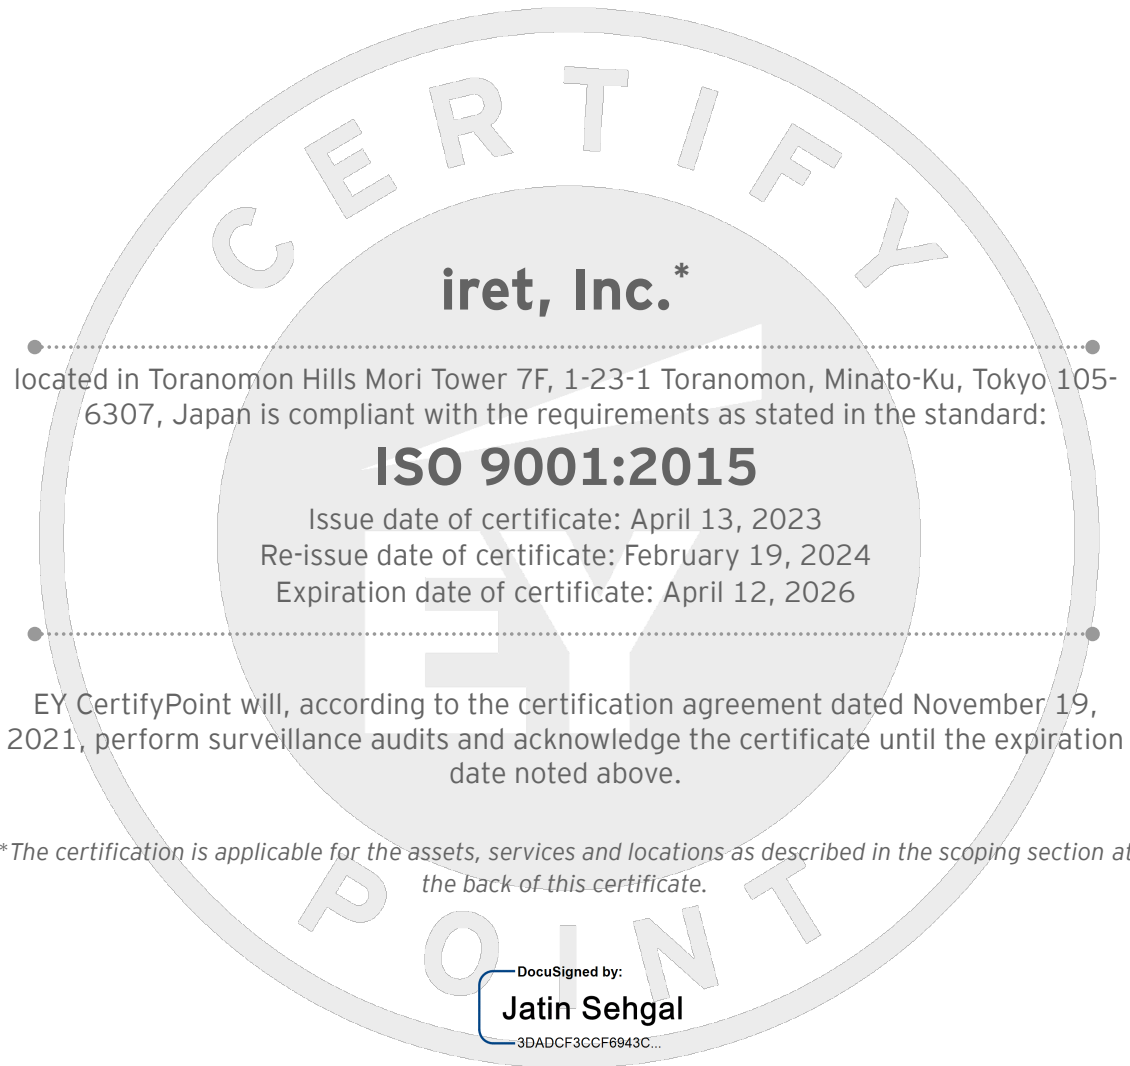 CERTIFY
iret, Inc.*
located in Toranomon Hills Mori Tower 7F, 1-23-1 Toranomon, Minato-Ku, Tokyo 105-
6307, Japan is compliant with the requirements as stated in the standard:
ISO 9001:2015
Issue date of certificate: April 13, 2023
Re-issue date of certificate: February 19, 2024
Expiration date of certificate: April 12, 2026
EY
EY CertifyPoint will, according to the certification agreement dated November 19,
2021, perform surveillance audits and acknowledge the certificate until the expiration
date noted above.
*The certification is applicable for the assets, services and locations as described in the scoping section at
the back of this certificate.
POINT
DocuSigned by:
Jatin Sehgal
3DADCF3CCF6943C...